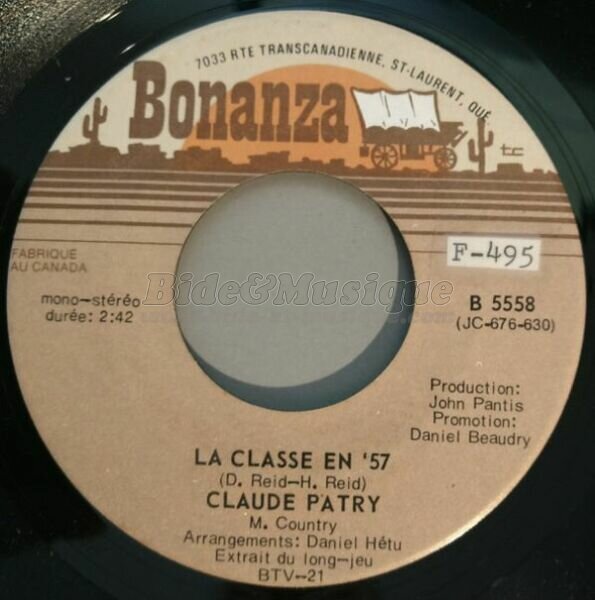 7033 RTE TRANSCANADIENNE, ST-LAURENT, QUÉ.
Bonanza
tc
FABRIQUE
AU CANADA
F-495
mono-stéréo
durée: 2:42
B 5558
(JC-676-630)
Bide&Musique
Production:
John Pantis
Promotion:
Daniel Beaudry
LA CLASSE EN '57
(D. Reid-H. Reid)
CLAUDE PATRY
M. Country
Arrangements: Daniel Hétu
Extrait du long-jeu
BTV-21